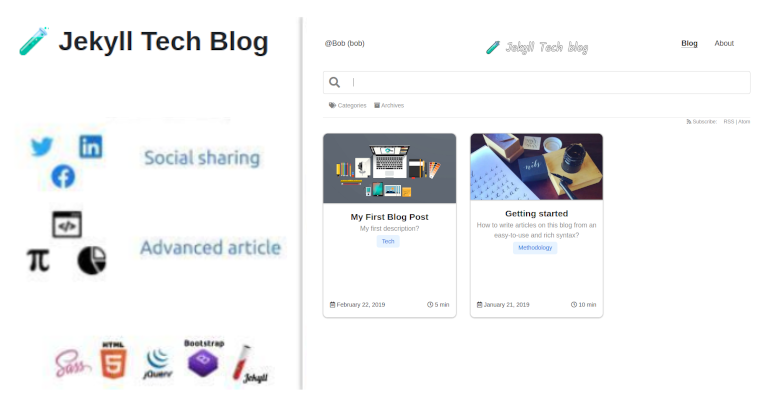 Jekyll Tech Blog
Social sharing
Advanced article
Sass
HTML
5
jQuery
Bootstrap
Jekyll
@Bob (bob)
Jekyll Tech blog
Blog
About
Categories
Archives
Subscribe: RSS | Atom
My First Blog Post
My first description?
Tech
February 22, 2019
5 min
Getting started
How to write articles on this blog from an
easy-to-use and rich syntax?
Methodology
January 21, 2019
10 min